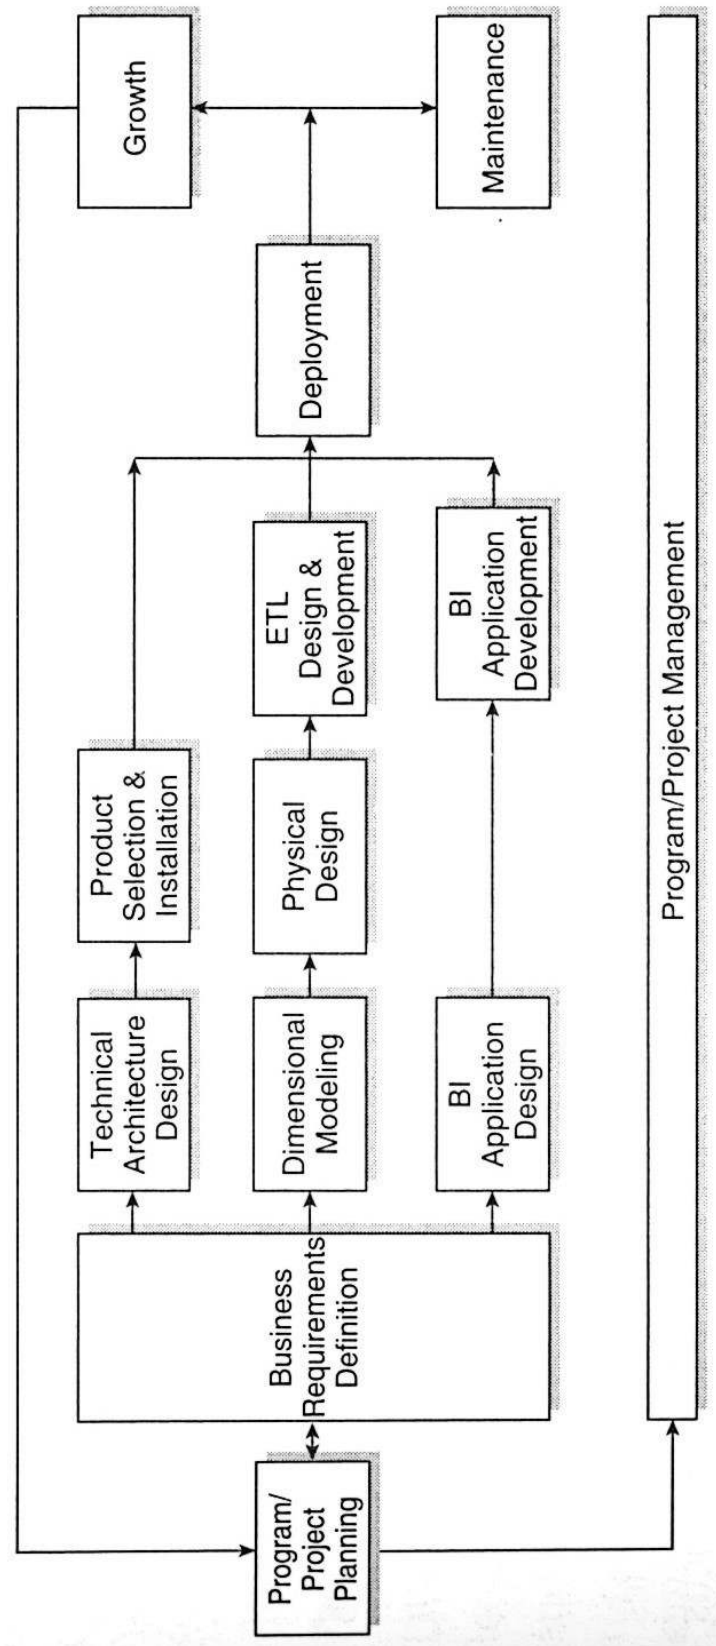 Program/
Project
Planning
Business
Requirements
Definition
Technical
Architecture
Design
Product
Selection &
Installation
Dimensional
Modeling
Physical
Design
ETL
Design &
Development
BI
Application
Design
BI
Application
Development
Deployment
Growth
Maintenance
Program/Project Management